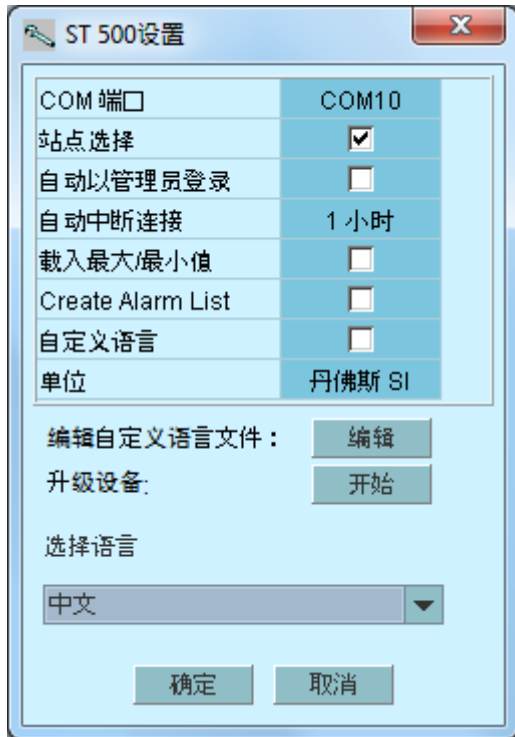 ST 500设置
COM 端口 COM10
站点选择
自动以管理员登录
自动中断连接 1 小时
载入最大/最小值
Create Alarm List
自定义语言
单位 丹佛斯 SI
编辑自定义语言文件： 编辑
升级设备: 开始
选择语言
中文
确定 取消